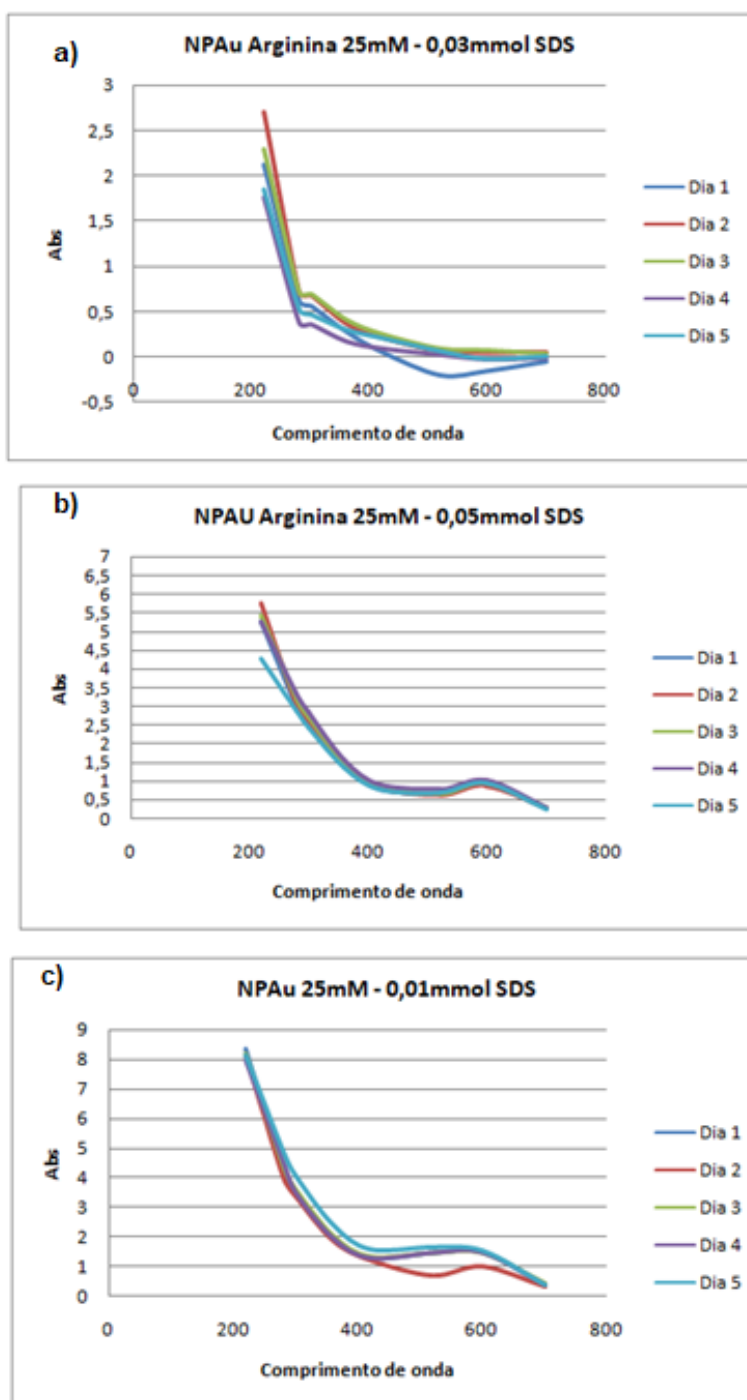 a)
NPAu Arginina 25mM - 0,03mmol SDS
3
2,5
2
1,5
1
0,5
0
-0,5
Abs
0
200
400
600
800
Comprimento de onda
Dia 1
Dia 2
Dia 3
Dia 4
Dia 5
b)
NPAU Arginina 25mM - 0,05mmol SDS
7
6,5
6
5,5
5
4,5
4
3,5
3
2,5
2
1,5
1
0,5
0
Abs
0
200
400
600
800
Comprimento de onda
Dia 1
Dia 2
Dia 3
Dia 4
Dia 5
c)
NPAu 25mM - 0,01mmol SDS
9
8
7
6
5
4
3
2
1
0
Abs
0
200
400
600
800
Comprimento de onda
Dia 1
Dia 2
Dia 3
Dia 4
Dia 5